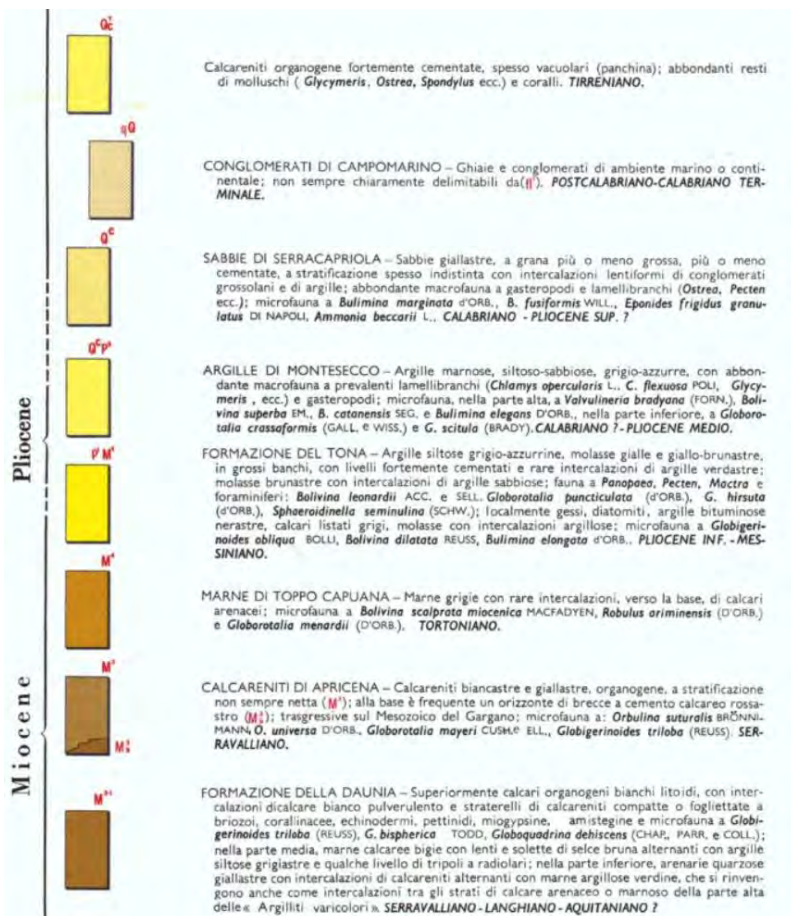 Calcareniti organogene fortemente cementate, spesso vacuolari (panchina); abbondanti resti
di molluschi ( Glycymeris, Ostrea, Spondylus ecc.) e coralli. TIRRENIANO.
qQ
CONGLOMERATI DI CAMPOMARINO – Ghiaie e conglomerati di ambiente marino o conti-
nentale; non sempre chiaramente delimitabili da( ). POSTCALABRIANO-CALABRIANO TER-
MINALE.
Qc
SABBIE DI SERRACAPRIOLA – Sabbie giallastre, a grana più o meno grossa, più o meno
cementate, a stratificazione spesso indistinta con intercalazioni lentiformi di conglomerati
grossolani e di argille; abbondante macrofauna a gasteropodi e lamellibranchi (Ostrea, Pecten
ecc.); microfauna a Bulimina marginata d'ORB., B. fusiformis WILL., Eponides frigidus granu-
latus DI NAPOLI, Ammonia beccarii L., CALABRIANO - PLIOCENE SUP. ?
ARGILLE DI MONTESECCO – Argille marnose, siltoso-sabbiose, grigio-azzurre, con abbon-
dante macrofauna a prevalenti lamellibranchi (Chlamys opercularis L., C. flexuosa POLI, Glycy-
meris , ecc.) e gasteropodi; microfauna, nella parte alta, a Valvulineria bradyana (FORN.), Boli-
vina superba EM., B. catanensis SEG. e Bulimina elegans D'ORB., nella parte inferiore, a Globoro-
talia crassaformis (GALL. e WISS.) e G. scitula (BRADY). CALABRIANO ? - PLIOCENE MEDIO.
Pliocene
FORMAZIONE DEL TONA – Argille siltose grigio-azzurrine, molasse gialle e giallo-brunastre,
in grossi banchi, con livelli fortemente cementati e rare intercalazioni di argille verdastre;
molasse brunastre con intercalazioni di argille sabbiose; fauna a Panopaea, Pecten, Mactra e
foraminiferi: Bolivina leonardii ACC. e SELL. Globorotalia puncticulata (d'ORB.), G. hirsuta
(d'ORB.), Sphaeroidinella seminulina (SCHW.); localmente gessi, diatomiti, argille bituminose
nerastre, calcari listati grigi, molasse con intercalazioni argillose; microfauna a Globigeri-
noides obliqua BOLLI, Bolivina dilatata REUSS, Bulimina elongata d'ORB.. PLIOCENE INF. - MES-
SINIANO.
MARNE DI TOPPO CAPUANA – Marne grigie con rare intercalazioni, verso la base, di calcari
arenacei; microfauna a Bolivina scalprata miocenica MACFADYEN, Robulus ariminensis (D'ORB.)
e Globorotalia menardii (D'ORB.). TORTONIANO.
Miocene
CALCARENITI DI APRICENA – Calcareniti biancastre e giallastre, organogene, a stratificazione
non sempre netta ( ); alla base è frequente un orizzonte di brecce a cemento calcareo rossa-
stro ( ); trasgressive sul Mesozoico del Gargano; microfauna a: Orbulina suturalis BRÖNNI-
MANN, O. universa D'ORB., Globorotalia mayeri CUSH. e ELL., Globigerinoides triloba (REUSS). SER-
RAVALLIANO.
FORMAZIONE DELLA DAUNIA – Superiormente calcari organogeni bianchi litoidi, con inter-
calazioni dicalcare bianco pulverulento e straterelli di calcareniti compatte o fogliettate a
briozoi, corallinacee, echinodermi, pettinidi, miogypsine, amistegine e microfauna a Globi-
gerinoides triloba (REUSS), G. bispherica TODD, Globoquadrina dehiscens (CHAP., PARR. e COLL.);
nella parte media, marne calcaree bigie con lenti e solette di selce bruna alternanti con argille
siltose grigiastre e qualche livello di tripoli a radiolari; nella parte inferiore, arenarie quarzose
giallastre con intercalazioni di calcareniti alternanti con marne argillose verdine, che si rinven-
gono anche come intercalazioni tra gli strati di calcare arenaceo o marnoso della parte alta
delle « Argilliti varicolori ». SERRAVALLIANO - LANGHIANO - AQUITANIANO ?